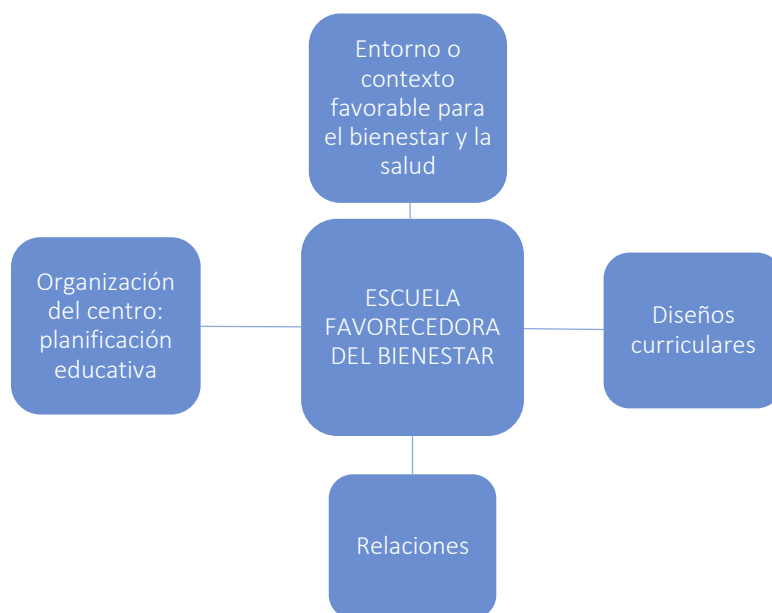 Entorno o
contexto
favorable para
el bienestar y la
salud
Organización
del centro:
planificación
educativa
ESCUELA
FAVORECEDORA
DEL BIENESTAR
Diseños
curriculares
Relaciones